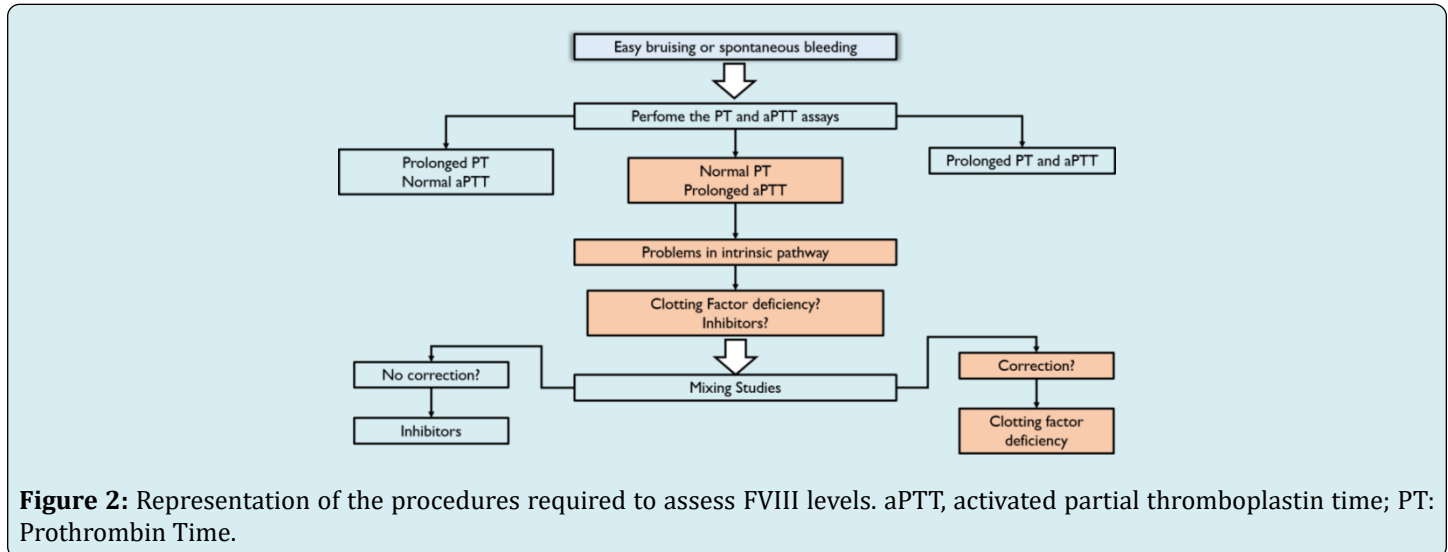 Easy bruising or spontaneous bleeding
Perfome the PT and aPTT assays
Prolonged PT
Normal aPTT
Normal PT
Prolonged aPTT
Prolonged PT and aPTT
Problems in intrinsic pathway
Clotting Factor deficiency?
Inhibitors?
No correction?
Mixing Studies
Correction?
Inhibitors
Clotting factor
deficiency
Figure 2: Representation of the procedures required to assess FVIII levels. aPTT, activated partial thromboplastin time; PT:
Prothrombin Time.